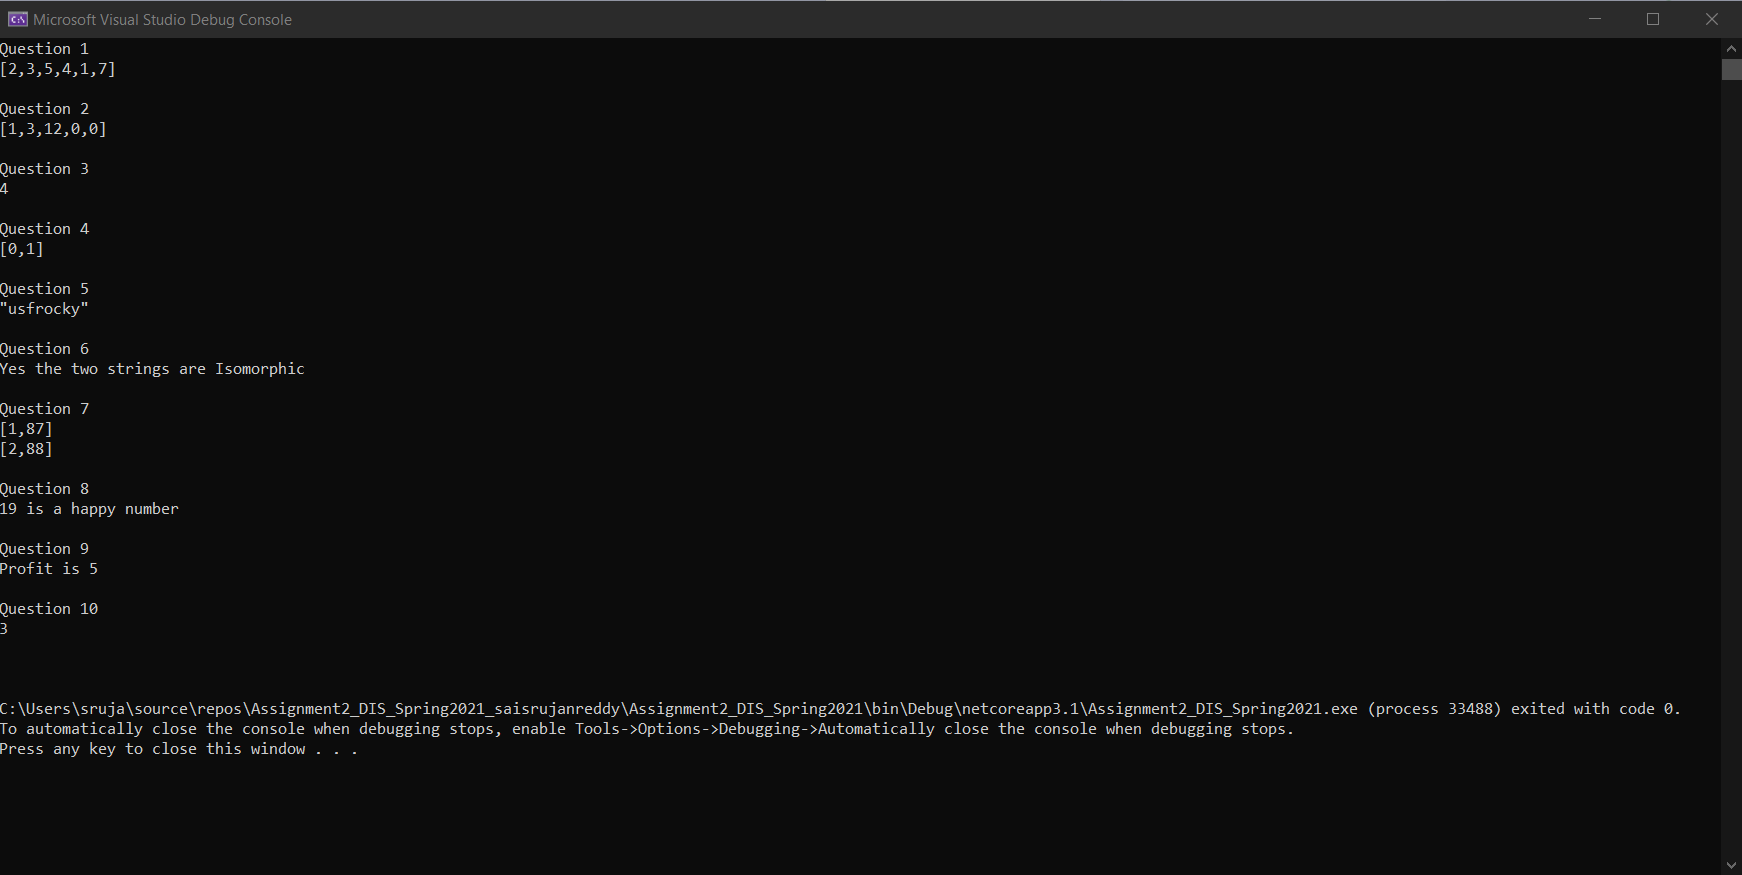 Microsoft Visual Studio Debug Console
Question 1
[2,3,5,4,1,7]
Question 2
[1,3,12,0,0]
Question 3
4
Question 4
[0,1]
Question 5
"usfrocky"
Question 6
Yes the two strings are Isomorphic
Question 7
[1,87]
[2,88]
Question 8
19 is a happy number
Question 9
Profit is 5
Question 10
3
C:\Users\sruja\source\repos\Assignment2_DIS_Spring2021_saisrujanreddy\Assignment2_DIS_Spring2021\bin\Debug\netcoreapp3.1\Assignment2_DIS_Spring2021.exe (process 33488) exited with code 0.
To automatically close the console when debugging stops, enable Tools->Options->Debugging->Automatically close the console when debugging stops.
Press any key to close this window . . .